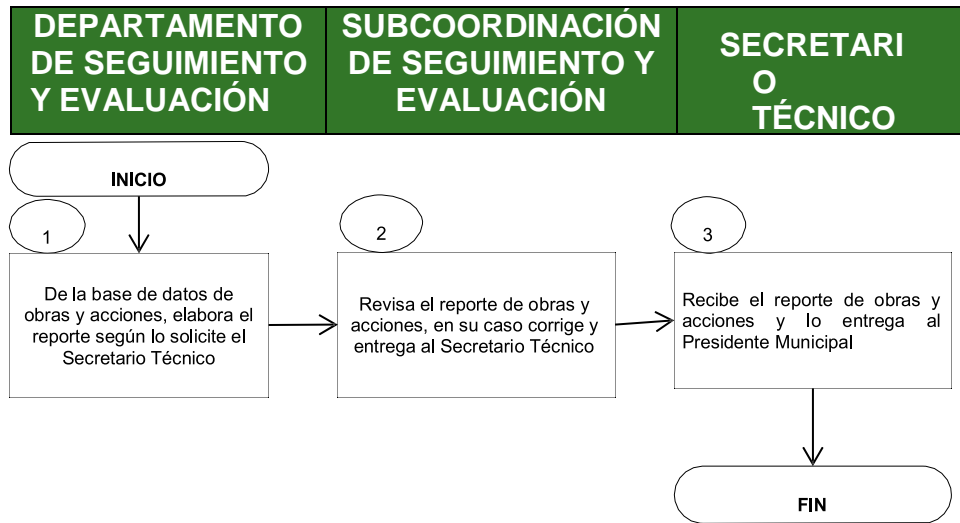 DEPARTAMENTO
DE SEGUIMIENTO
Y EVALUACIÓN
SUBCOORDINACIÓN
DE SEGUIMIENTO Y
EVALUACIÓN
SECRETARI
O
TÉCNICO
INICIO
1
De la base de datos de
obras y acciones, elabora el
reporte según lo solicite el
Secretario Técnico
2
Revisa el reporte de obras y
acciones, en su caso corrige y
entrega al Secretario Técnico
3
Recibe el reporte de obras y
acciones y lo entrega al
Presidente Municipal
FIN